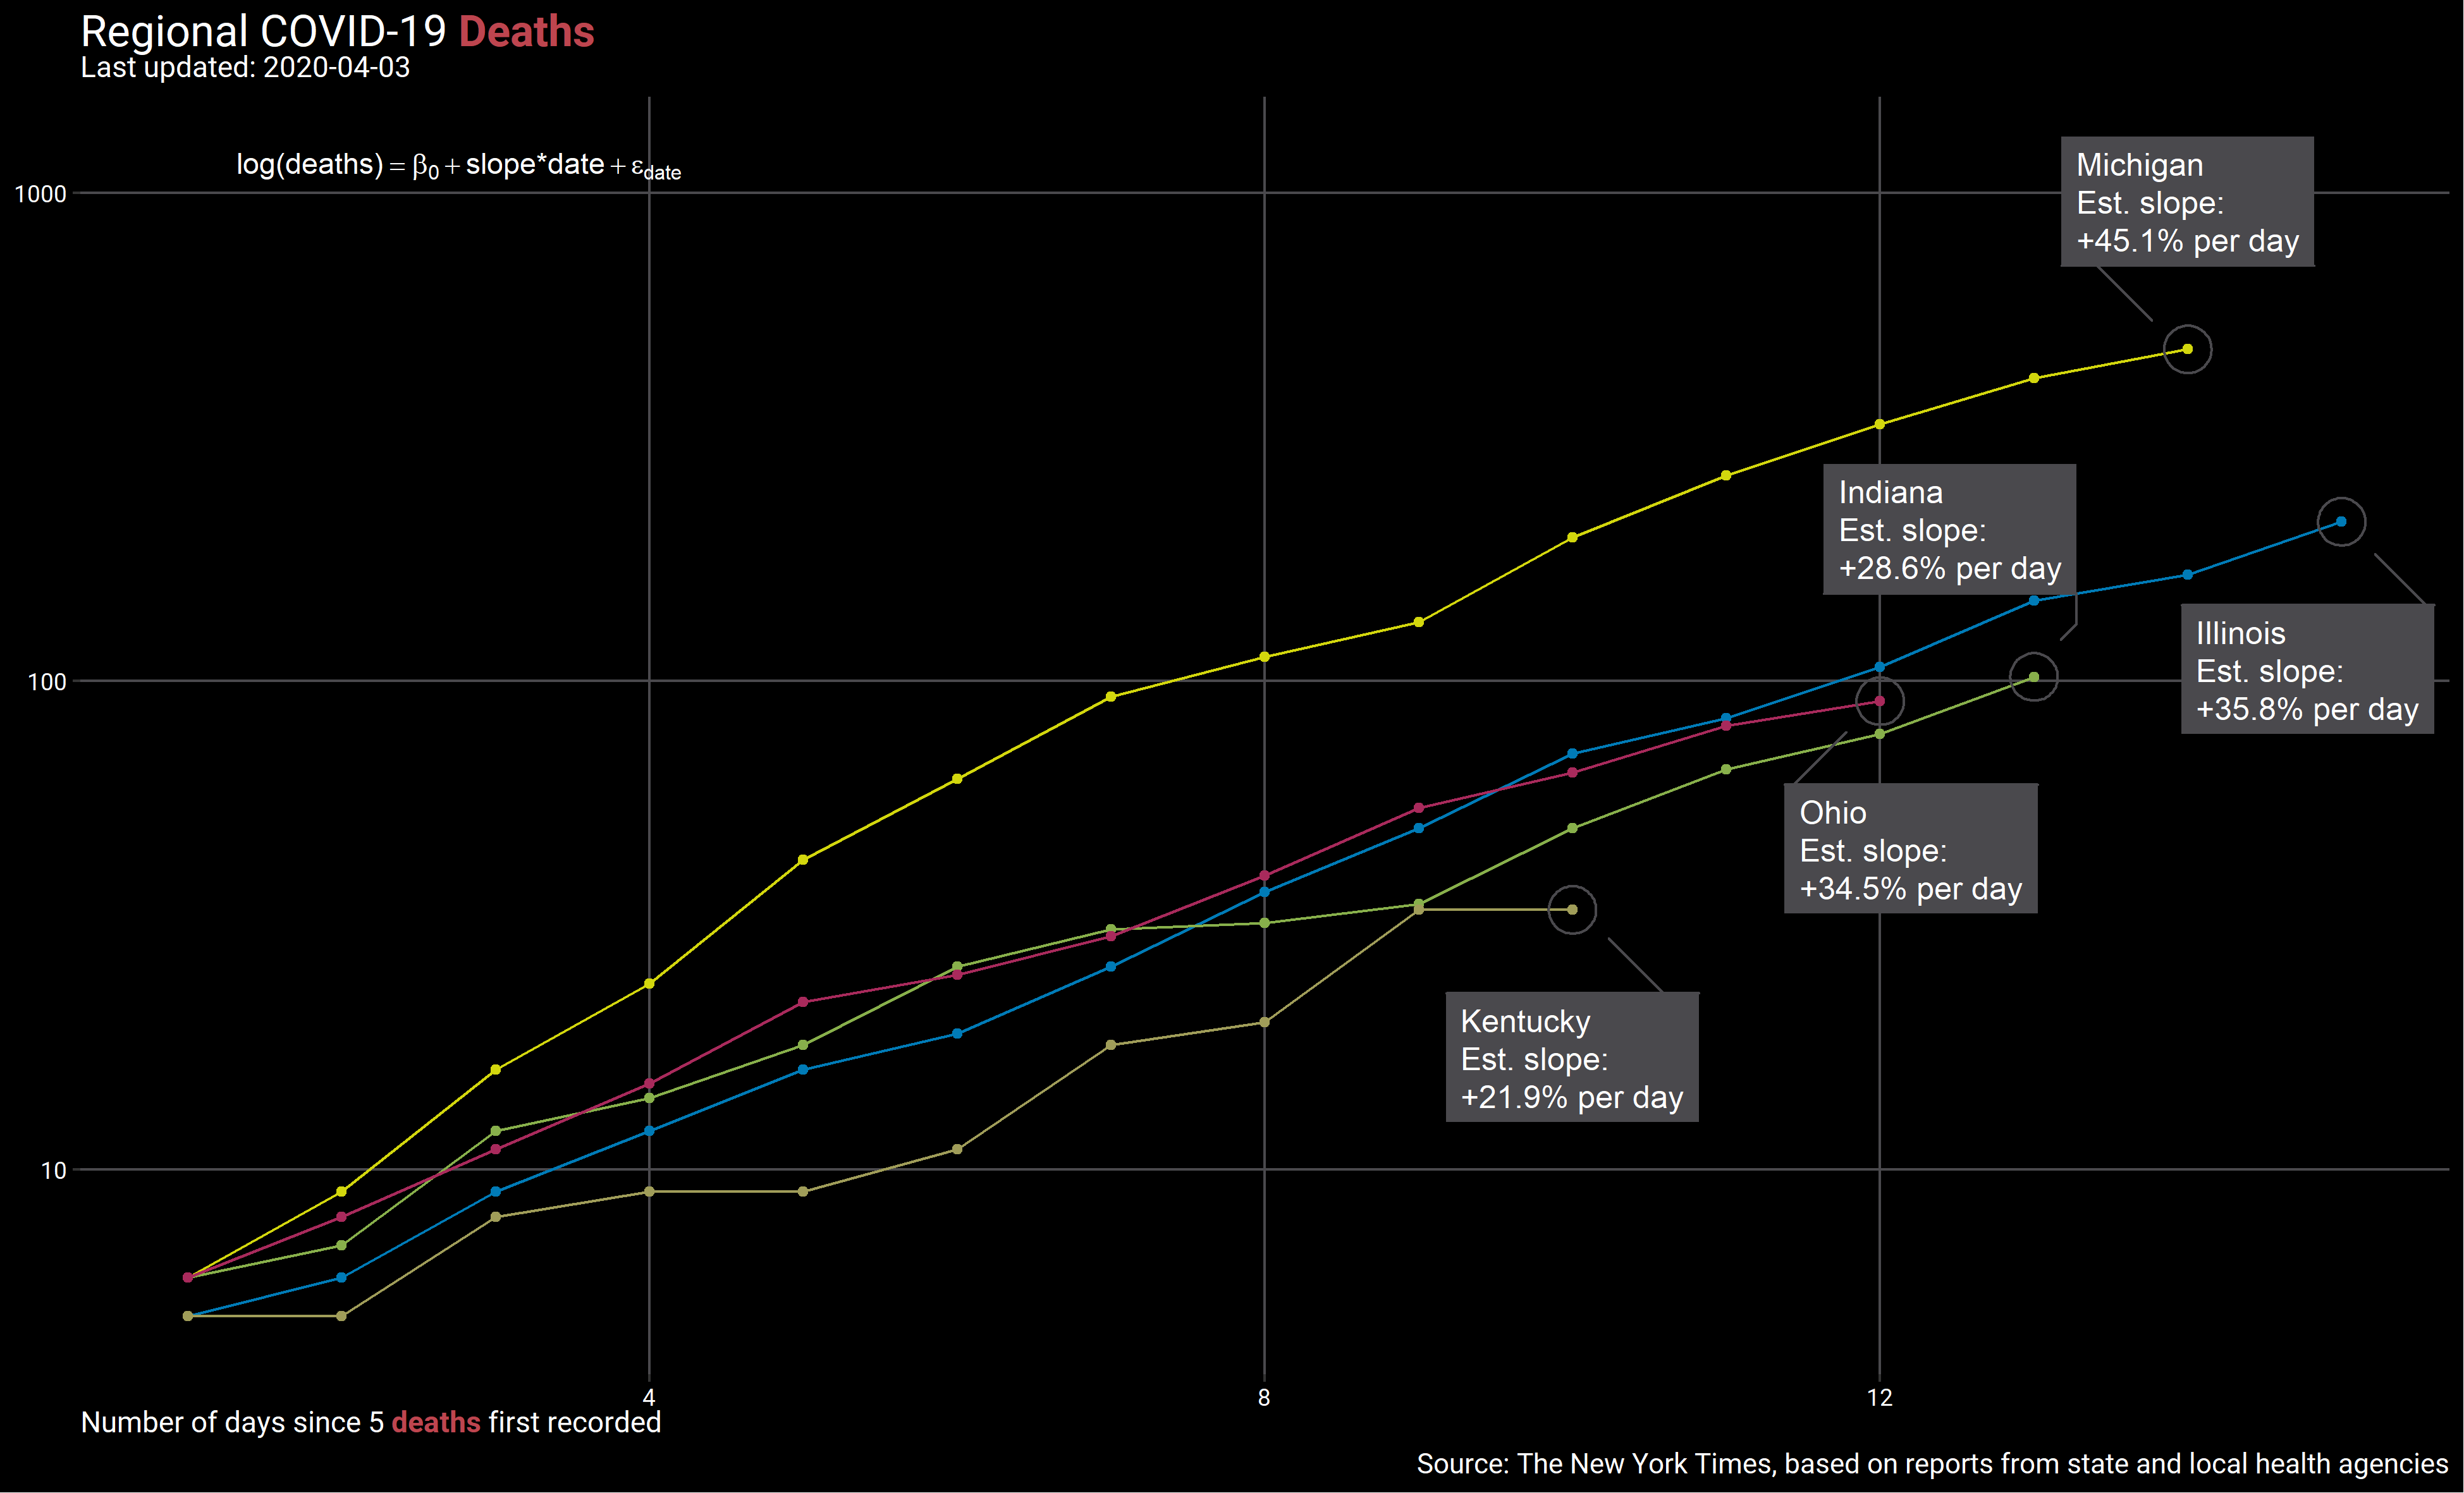 Regional COVID-19 Deaths
Last updated: 2020-04-03
log(deaths) = β0 + slope*date + εdate
1000
100
10
Michigan
Est. slope:
+45.1% per day
Indiana
Est. slope:
+28.6% per day
Illinois
Est. slope:
+35.8% per day
Ohio
Est. slope:
+34.5% per day
Kentucky
Est. slope:
+21.9% per day
4
8
12
Number of days since 5 deaths first recorded
Source: The New York Times, based on reports from state and local health agencies